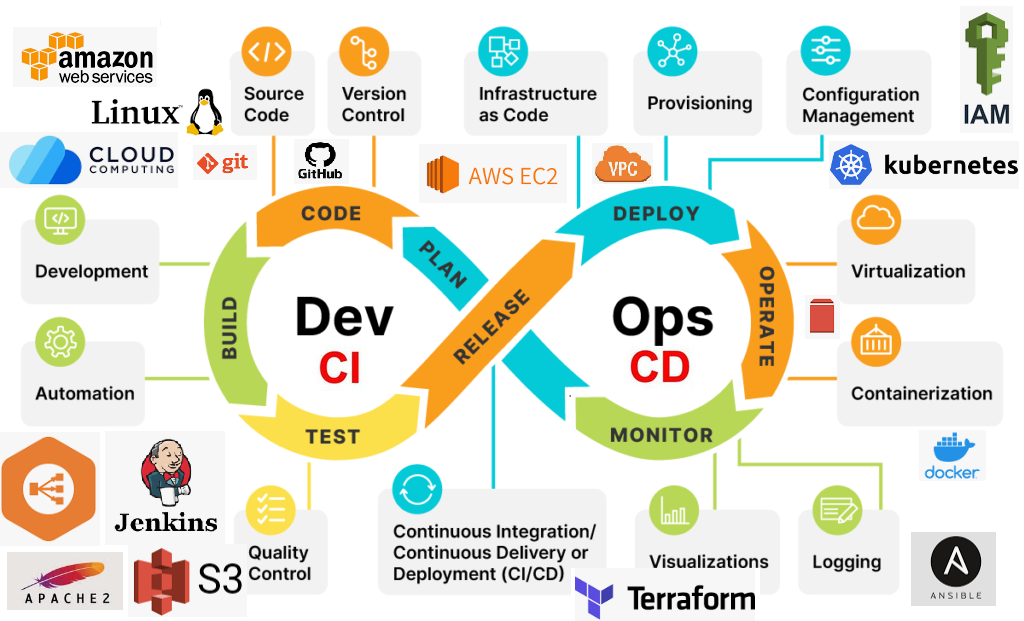 amazon
web services
Linux™
CLOUD
COMPUTING
git
GitHub
AWS EC2
VPC
IAM
kubernetes
Source
Code
Version
Control
Infrastructure
as Code
Provisioning
Configuration
Management
Development
Automation
CODE
PLAN
BUILD
TEST
RELEASE
DEPLOY
OPERATE
MONITOR
Dev
CI
Ops
CD
Virtualization
Containerization
docker
Jenkins
APACHE2
S3
Quality
Control
Continuous Integration/
Continuous Delivery or
Deployment (CI/CD)
Terraform
Visualizations
Logging
A
ANSIBLE